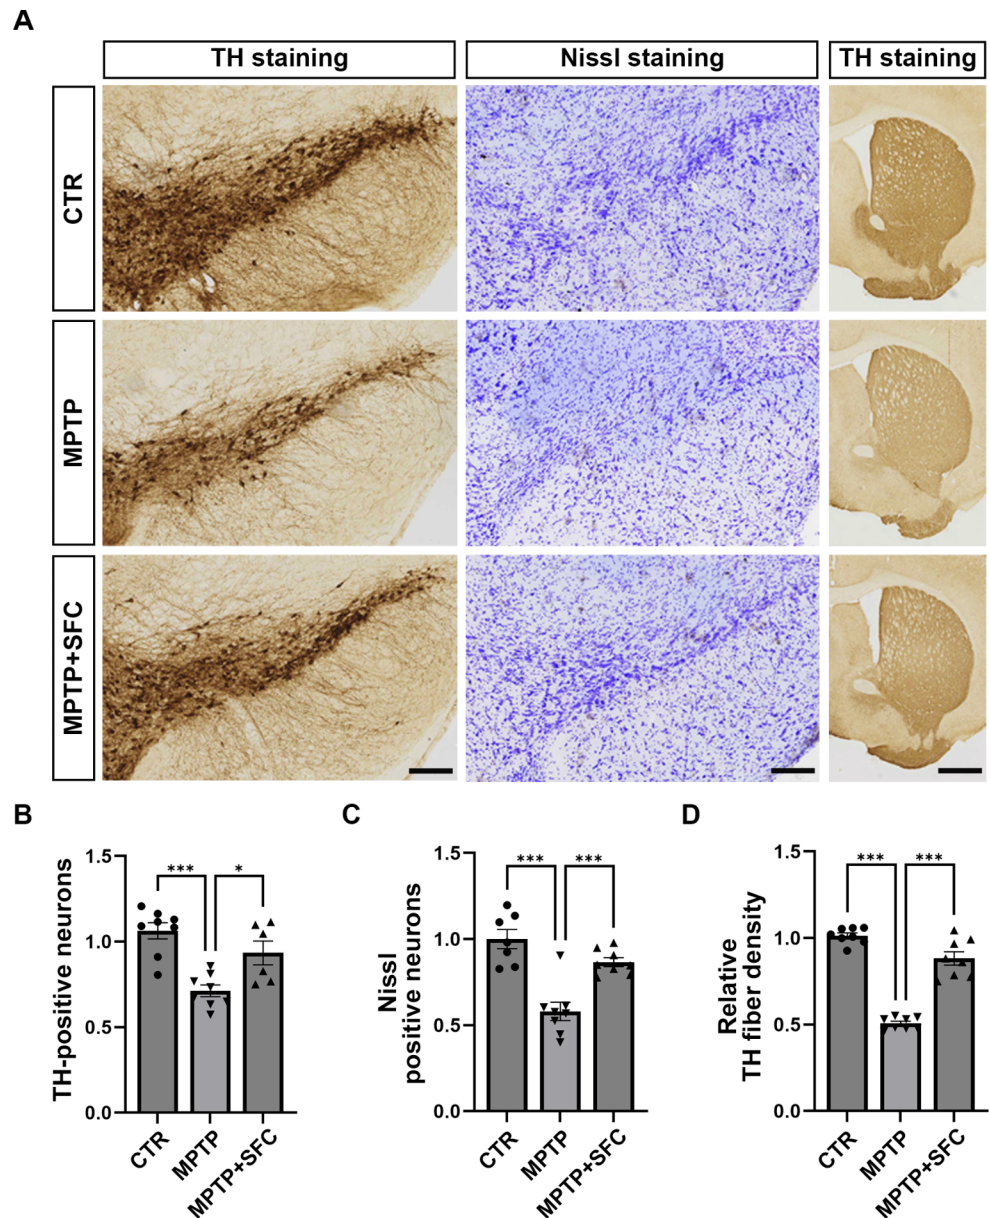 A
TH staining
Nissl staining
TH staining
CTR
MPTP
MPTP+SFC
B
TH-positive neurons
1.5
1.0
0.5
0.0
***
*
CTR
MPTP
MPTP+SFC
C
Nissl
positive neurons
1.5
1.0
0.5
0.0
***
***
CTR
MPTP
MPTP+SFC
D
Relative
TH fiber density
1.5
1.0
0.5
0.0
***
***
CTR
MPTP
MPTP+SFC